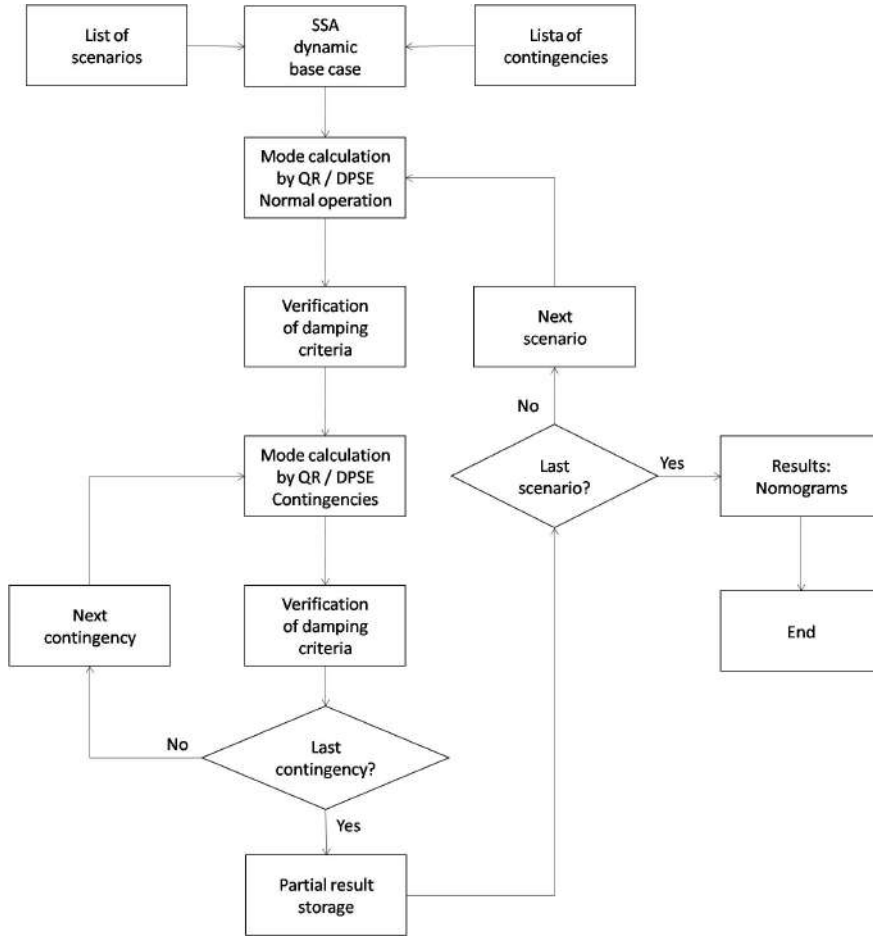 List of
scenarios
SSA
dynamic
base case
Lista of
contingencies
Mode calculation
by QR / DPSE
Normal operation
Verification
of damping
criteria
Next
scenario
No
Mode calculation
by QR / DPSE
Contingencies
Last
scenario?
Yes
Results:
Nomograms
Next
contingency
Verification
of damping
criteria
End
No
Last
contingency?
Yes
Partial result
storage